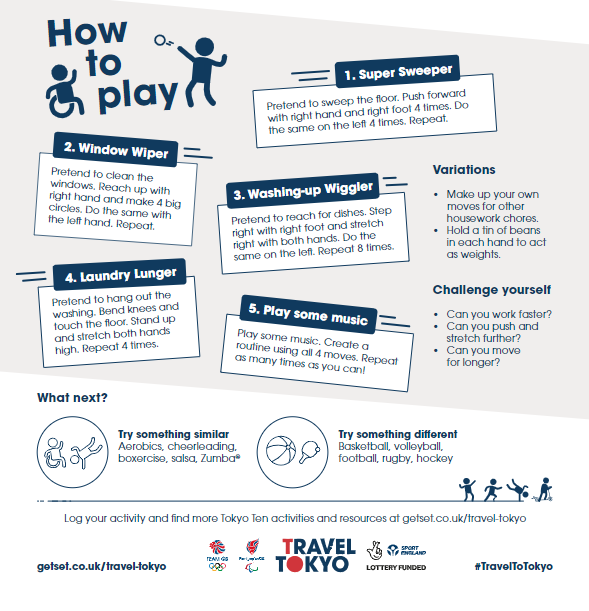 How
to
play
1. Super Sweeper
Pretend to sweep the floor. Push forward
with right hand and right foot 4 times. Do
the same on the left 4 times. Repeat.
2. Window Wiper
Pretend to clean the
windows. Reach up with
right hand and make 4 big
circles. Do the same with
the left hand. Repeat.
3. Washing-up Wiggler
Pretend to reach for dishes. Step
right with right foot and stretch
right with both hands. Do the
same on the left. Repeat 8 times.
4. Laundry Lunger
Pretend to hang out the
washing. Bend knees and
touch the floor. Stand up
and stretch both hands
high. Repeat 4 times.
5. Play some music
Play some music. Create a
routine using all 4 moves. Repeat
as many times as you can!
Variations
• Make up your own
moves for other
housework chores.
• Hold a tin of beans
in each hand to act
as weights.
Challenge yourself
• Can you work faster?
• Can you push and
stretch further?
• Can you move
for longer?
What next?
Try something similar
Aerobics, cheerleading,
boxercise, salsa, Zumba®
Try something different
Basketball, volleyball,
football, rugby, hockey
Log your activity and find more Tokyo Ten activities and resources at getset.co.uk/travel-tokyo
getset.co.uk/travel-tokyo
TEAM GB
ParalympicsGB
TRAVEL
TOKYO
SPORT
ENGLAND
LOTTERY FUNDED
#TravelToTokyo